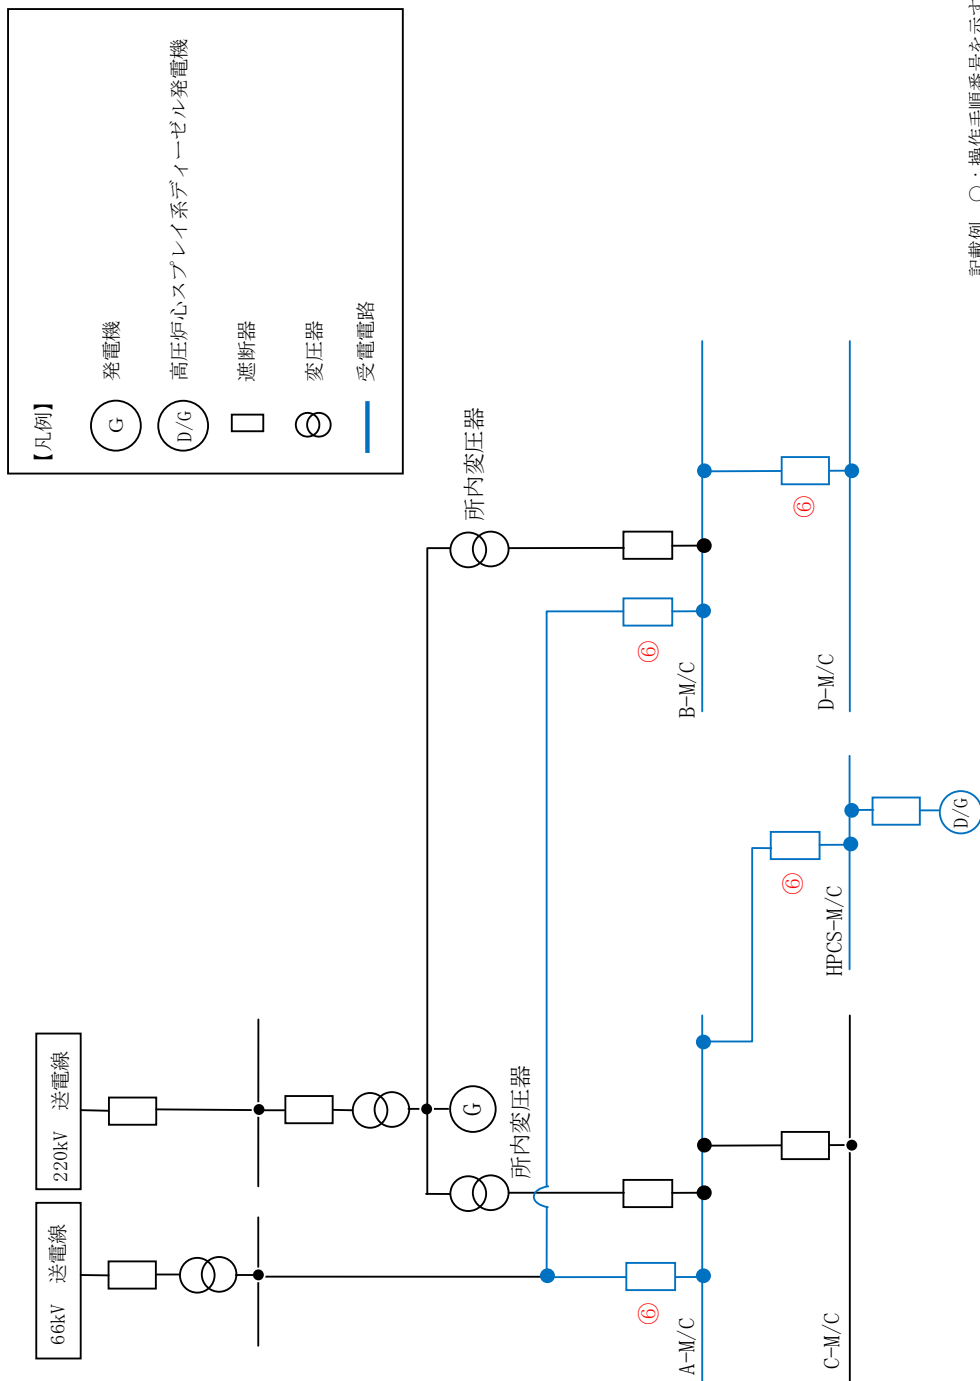 【凡例】
G 発電機
D/G 高圧炉心スプレイ系ディーゼル発電機
遮断器
変圧器
受電電路
66kV 送電線
220kV 送電線
G
所内変圧器
所内変圧器
⑥
⑥
A-M/C
B-M/C
⑥
⑥
C-M/C
HPCS-M/C
D-M/C
D/G
記載例 ○：操作手順番号を示す